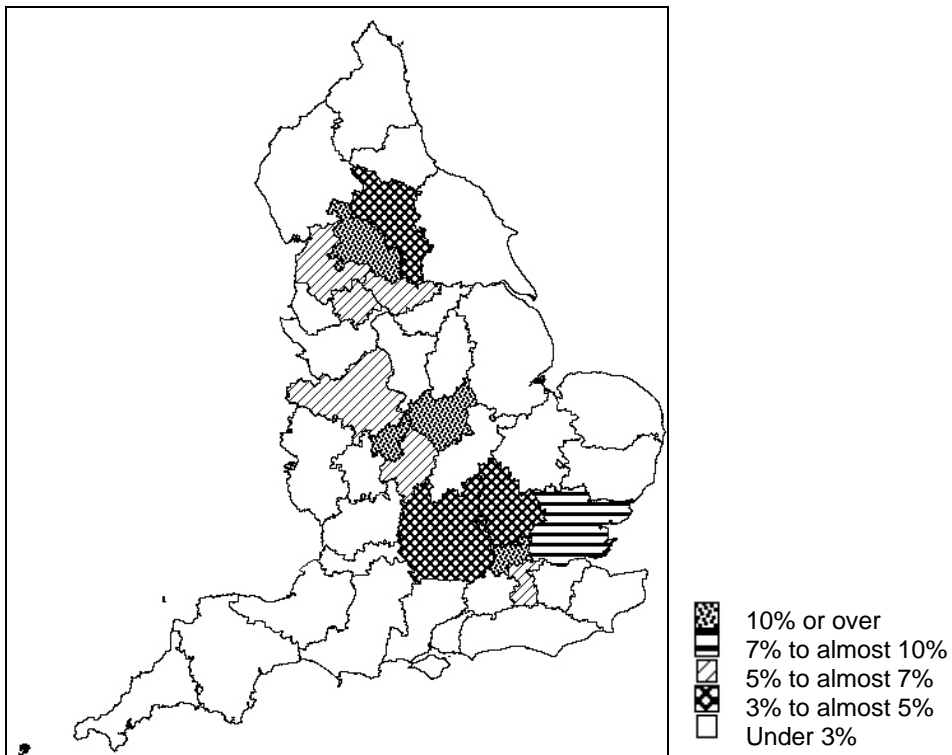 10% or over
7% to almost 10%
5% to almost 7%
3% to almost 5%
Under 3%